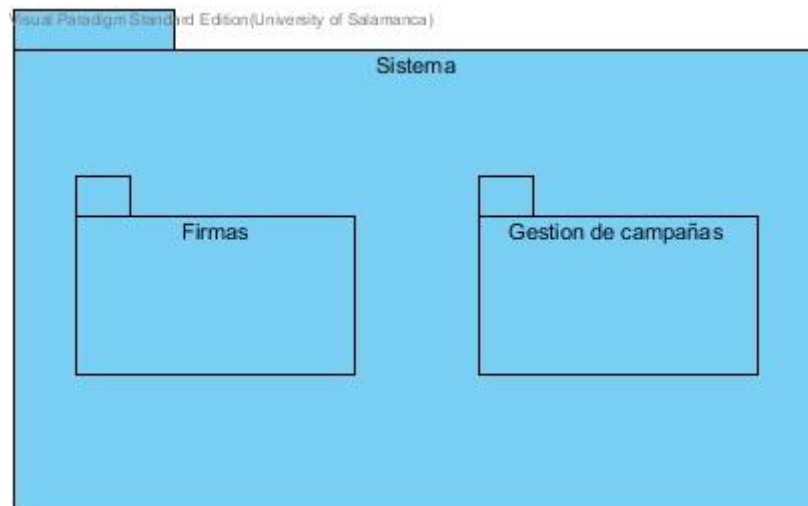 Visual Paradigm Standard Edition(University of Salamanca)
Sistema
Firmas
Gestion de campañas